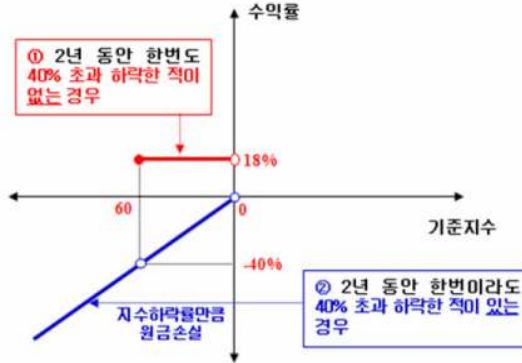 수익률
① 2년 동안 한번도
40% 초과 하락한 적이
없는 경우
18%
60
0
기준지수
-40%
② 2년 동안 한번이라도
40% 초과 하락한 적이 있는
경우
지수하락률만큼
원금손실